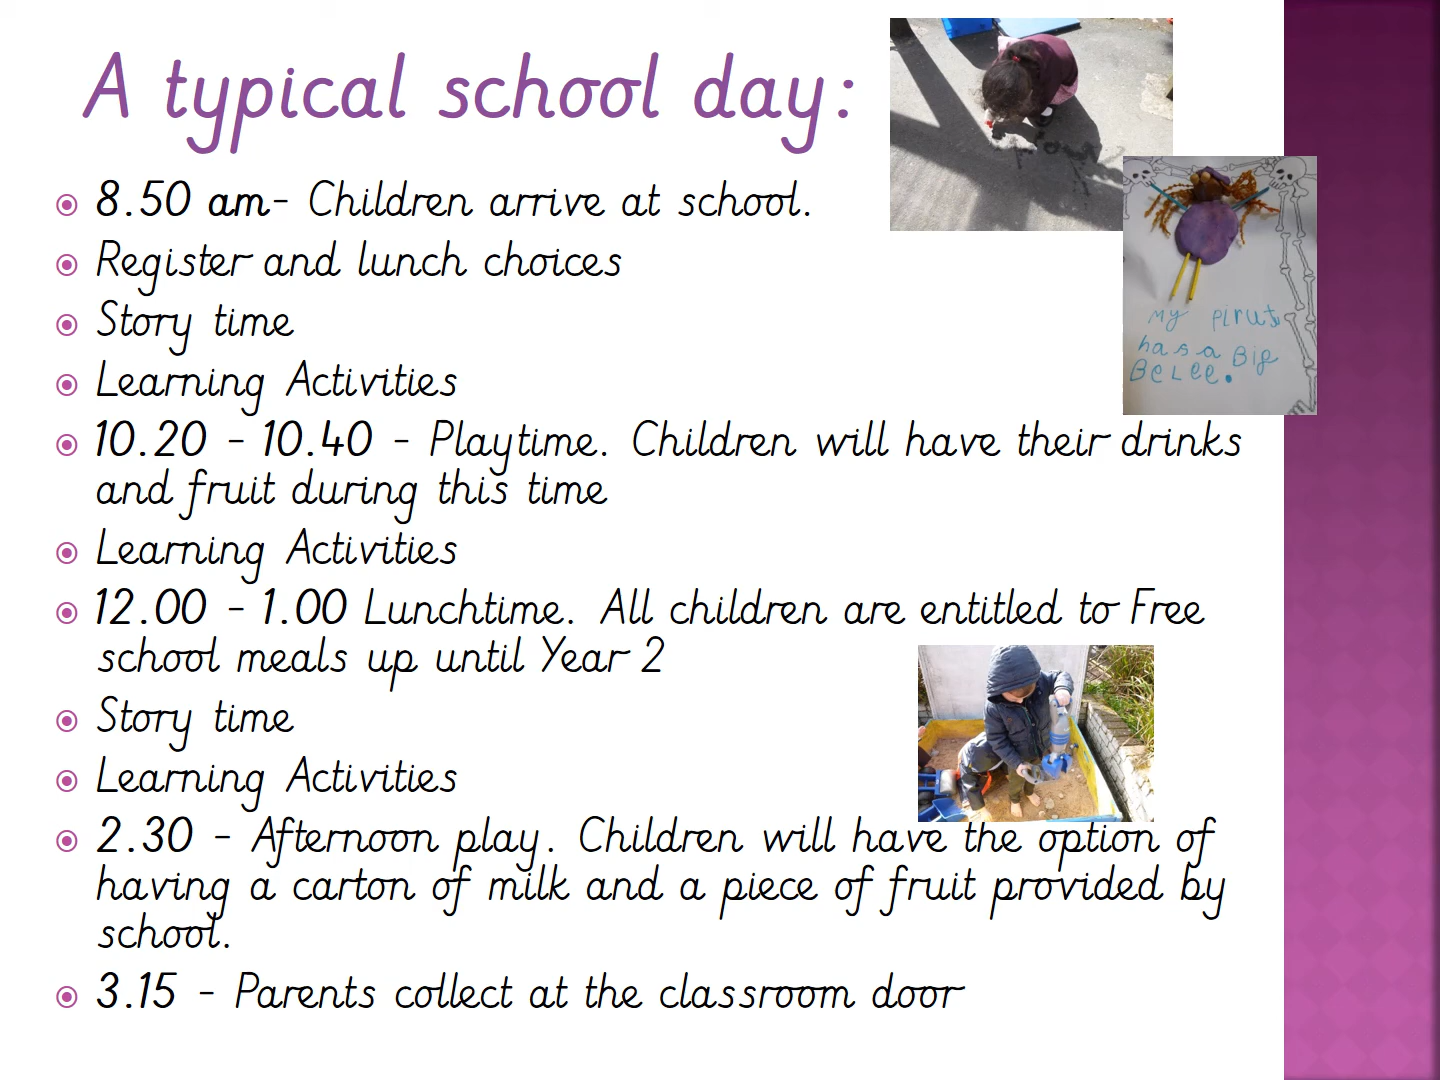 A typical school day:
8.50 am- Children arrive at school.
Register and lunch choices
Story time
Learning Activities
10.20 - 10.40 - Playtime. Children will have their drinks
and fruit during this time
Learning Activities
12.00 - 1.00 Lunchtime. All children are entitled to Free
school meals up until Year 2
Story time
Learning Activities
2.30 - Afternoon play. Children will have the option of
having a carton of milk and a piece of fruit provided by
school.
3.15 - Parents collect at the classroom door
My pirut
has a Big
BeLee.